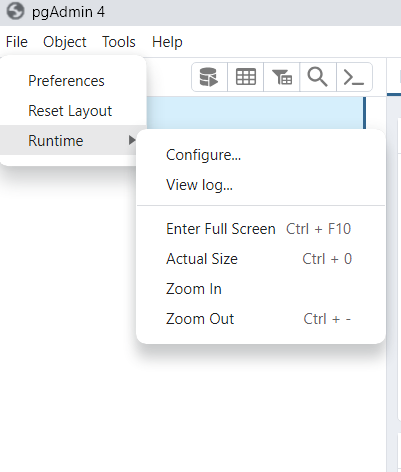 pgAdmin 4
File Object Tools Help
Preferences
Reset Layout
Runtime
Configure...
View log...
Enter Full Screen Ctrl + F10
Actual Size Ctrl + 0
Zoom In
Zoom Out Ctrl + -